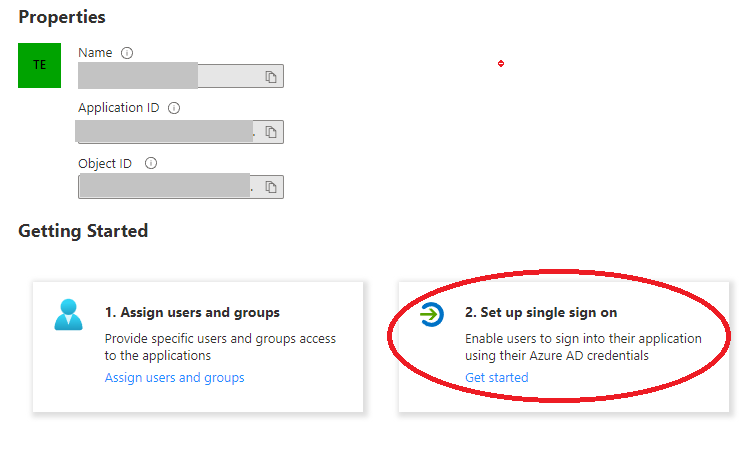 Properties
TE
Name
Application ID
Object ID
Getting Started
1. Assign users and groups
Provide specific users and groups access
to the applications
Assign users and groups
2. Set up single sign on
Enable users to sign into their application
using their Azure AD credentials
Get started